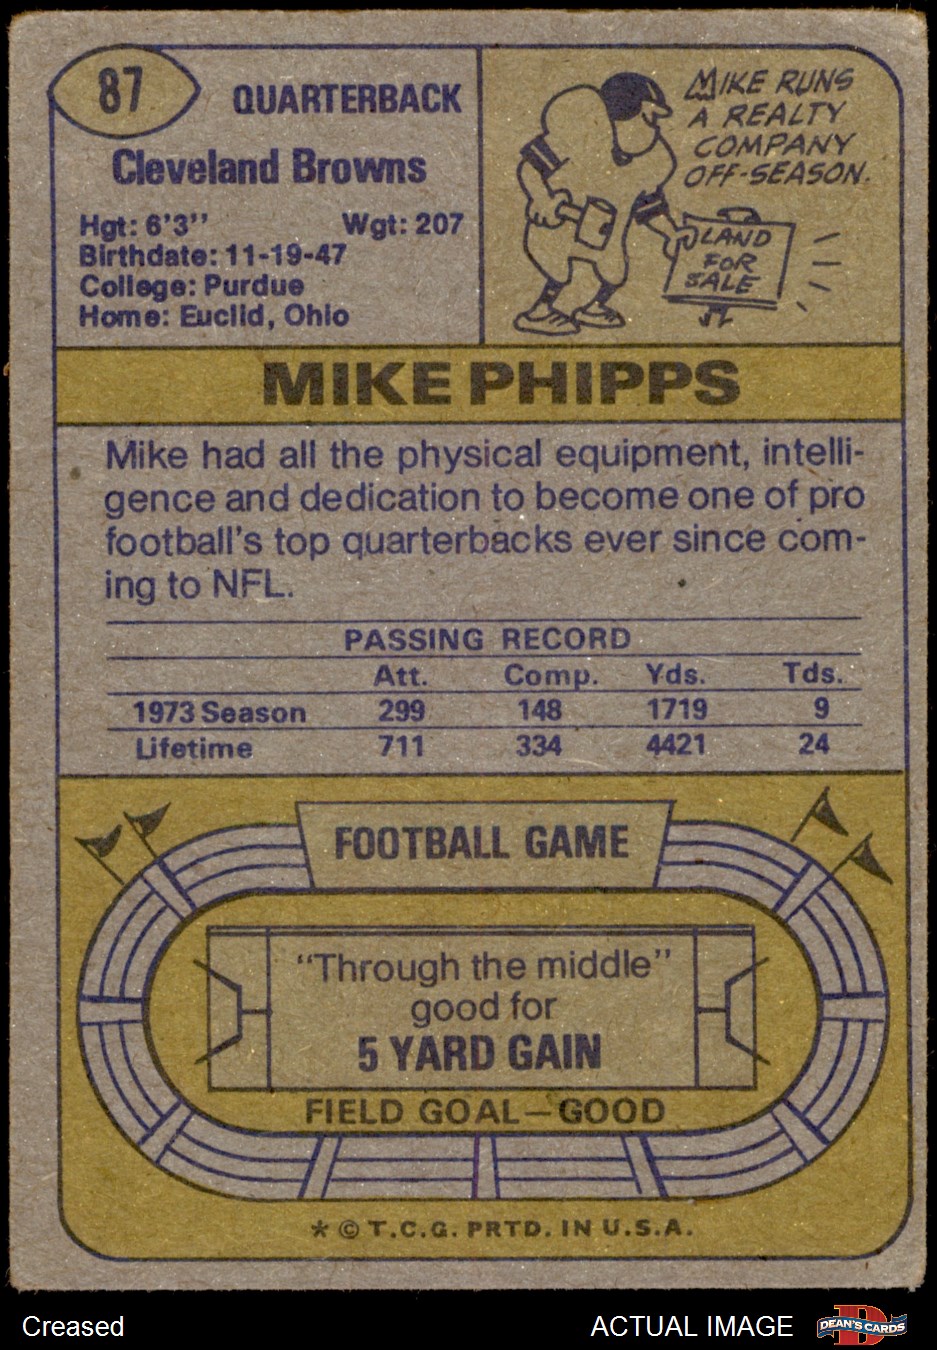 87
QUARTERBACK
Cleveland Browns
Hgt: 6'3" Wgt: 207
Birthdate: 11-19-47
College: Purdue
Home: Euclid, Ohio
MIKE RUNS
A REALTY
COMPANY
OFF-SEASON.
LAND
FOR
SALE
MIKE PHIPPS
Mike had all the physical equipment, intelli-
gence and dedication to become one of pro
football's top quarterbacks ever since com-
ing to NFL.
PASSING RECORD
Att. Comp. Yds. Tds.
1973 Season 299 148 1719 9
Lifetime 711 334 4421 24
FOOTBALL GAME
"Through the middle"
good for
5 YARD GAIN
FIELD GOAL—GOOD
* © T.C.G. PRTD. IN U.S.A.
Creased
ACTUAL IMAGE
D
DEAN'S CARDS